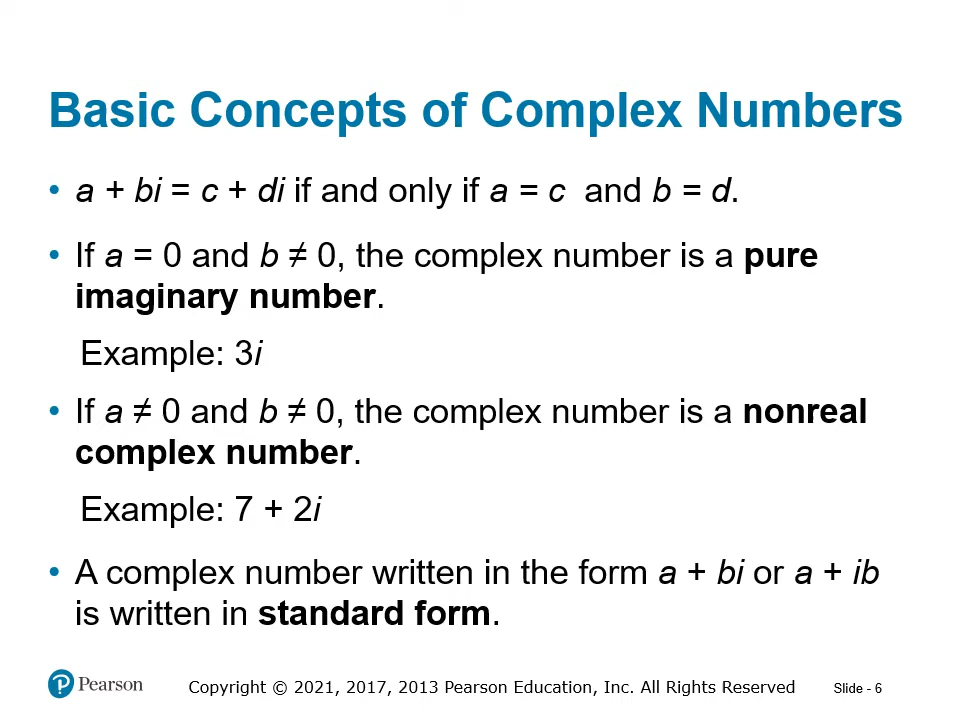 Basic Concepts of Complex Numbers
• a + bi = c + di if and only if a = c and b = d.
• If a = 0 and b ≠ 0, the complex number is a pure
imaginary number.
Example: 3i
• If a ≠ 0 and b ≠ 0, the complex number is a nonreal
complex number.
Example: 7 + 2i
• A complex number written in the form a + bi or a + ib
is written in standard form.
P Pearson Copyright © 2021, 2017, 2013 Pearson Education, Inc. All Rights Reserved Slide - 6